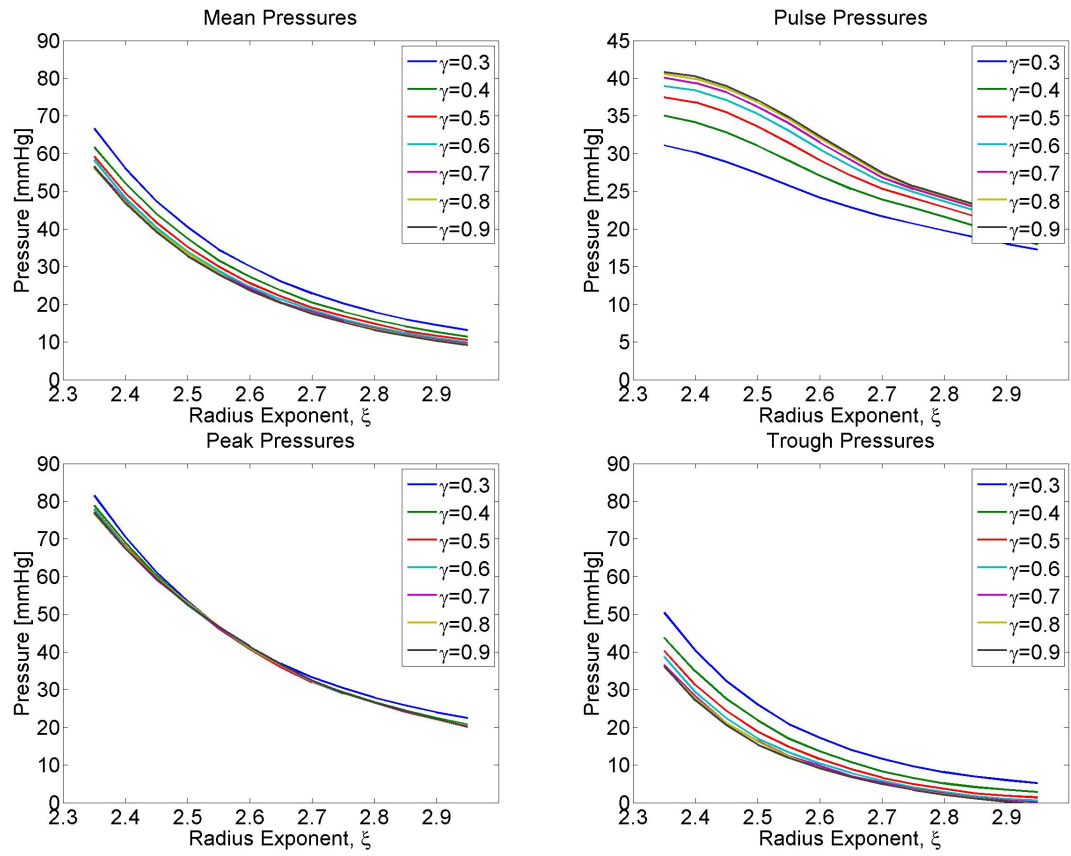 Mean Pressures
Pressure [mmHg]
90
80
70
60
50
40
30
20
10
0
γ=0.3
γ=0.4
γ=0.5
γ=0.6
γ=0.7
γ=0.8
γ=0.9
2.3 2.4 2.5 2.6 2.7 2.8 2.9
Radius Exponent, ξ
Pulse Pressures
Pressure [mmHg]
45
40
35
30
25
20
15
10
5
0
γ=0.3
γ=0.4
γ=0.5
γ=0.6
γ=0.7
γ=0.8
γ=0.9
2.3 2.4 2.5 2.6 2.7 2.8 2.9
Radius Exponent, ξ
Peak Pressures
Pressure [mmHg]
90
80
70
60
50
40
30
20
10
0
γ=0.3
γ=0.4
γ=0.5
γ=0.6
γ=0.7
γ=0.8
γ=0.9
2.3 2.4 2.5 2.6 2.7 2.8 2.9
Radius Exponent, ξ
Trough Pressures
Pressure [mmHg]
90
80
70
60
50
40
30
20
10
0
γ=0.3
γ=0.4
γ=0.5
γ=0.6
γ=0.7
γ=0.8
γ=0.9
2.3 2.4 2.5 2.6 2.7 2.8 2.9
Radius Exponent, ξ